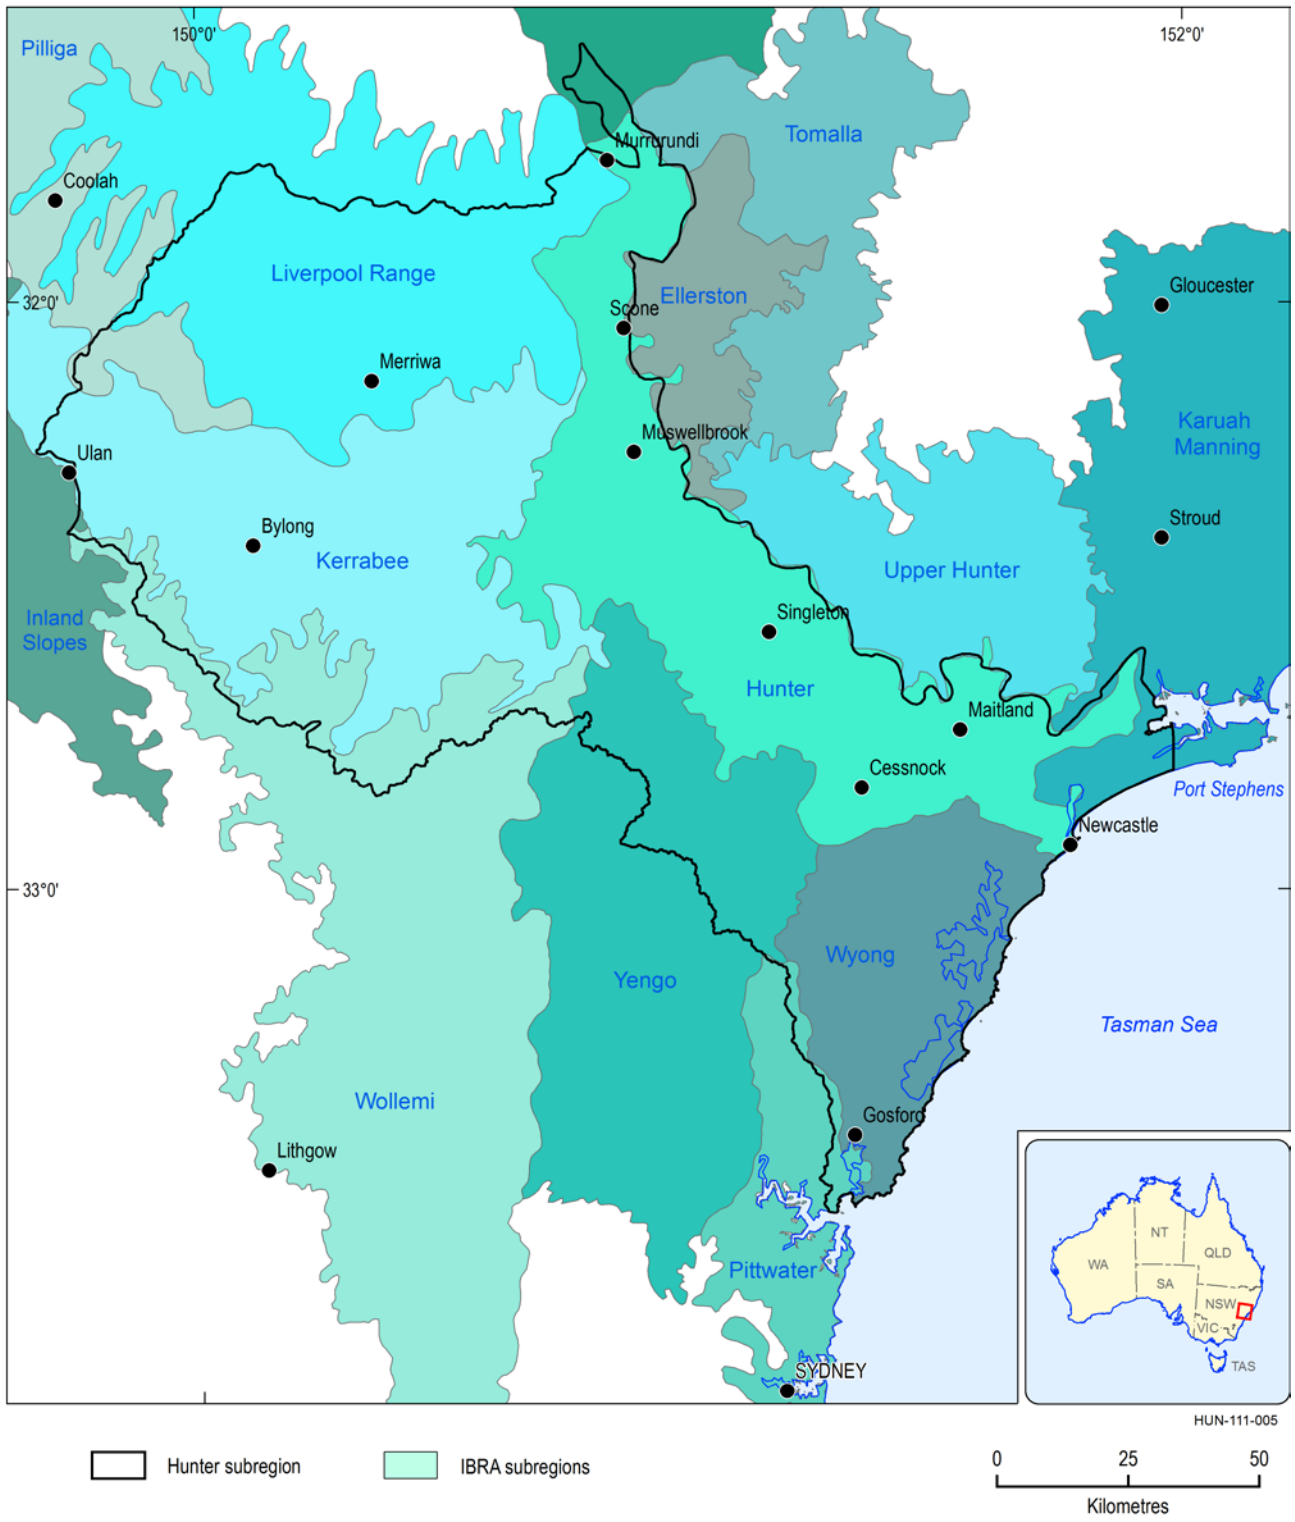 150°0'
152°0'
Pilliga
Tomalla
Murrurundi
Coolah
Liverpool Range
Ellerston
Gloucester
32°0'
Scone
Merriwa
Karuah
Manning
Muswellbrook
Ulan
Stroud
Bylong
Kerrabee
Upper Hunter
Inland
Slopes
Singleton
Hunter
Maitland
Cessnock
Port Stephens
Newcastle
33°0'
Wyong
Yengo
Tasman Sea
Wollemi
Gosford
Lithgow
Pittwater
SYDNEY
NT
QLD
WA
SA
NSW
VIC
TAS
HUN-111-005
Hunter subregion
IBRA subregions
0 25 50
Kilometres